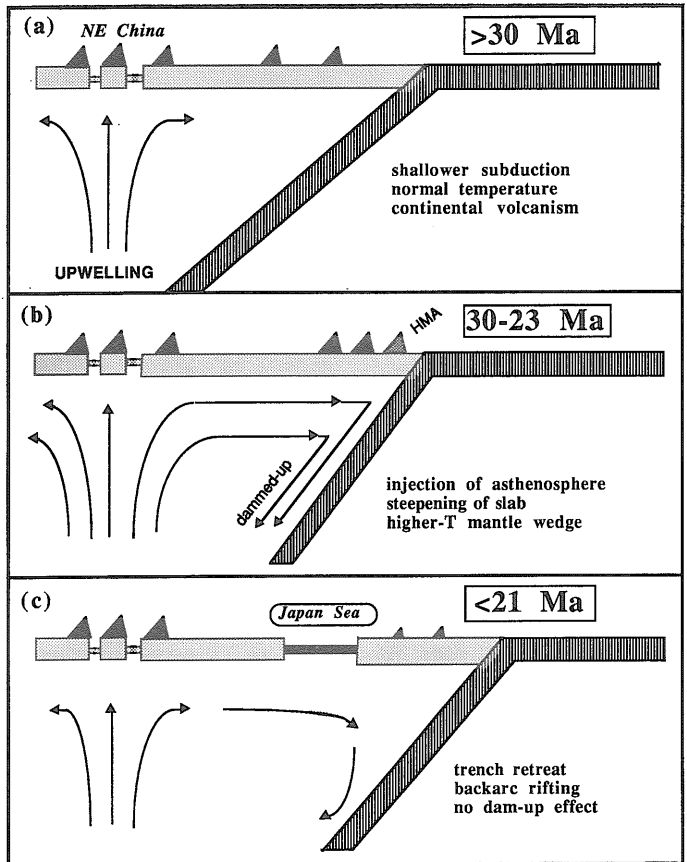 (a)
NE China
>30 Ma
shallower subduction
normal temperature
continental volcanism
UPWELLING
(b)
HMA
30-23 Ma
dammed-up
injection of asthenosphere
steepening of slab
higher-T mantle wedge
(c)
Japan Sea
<21 Ma
trench retreat
backarc rifting
no dam-up effect